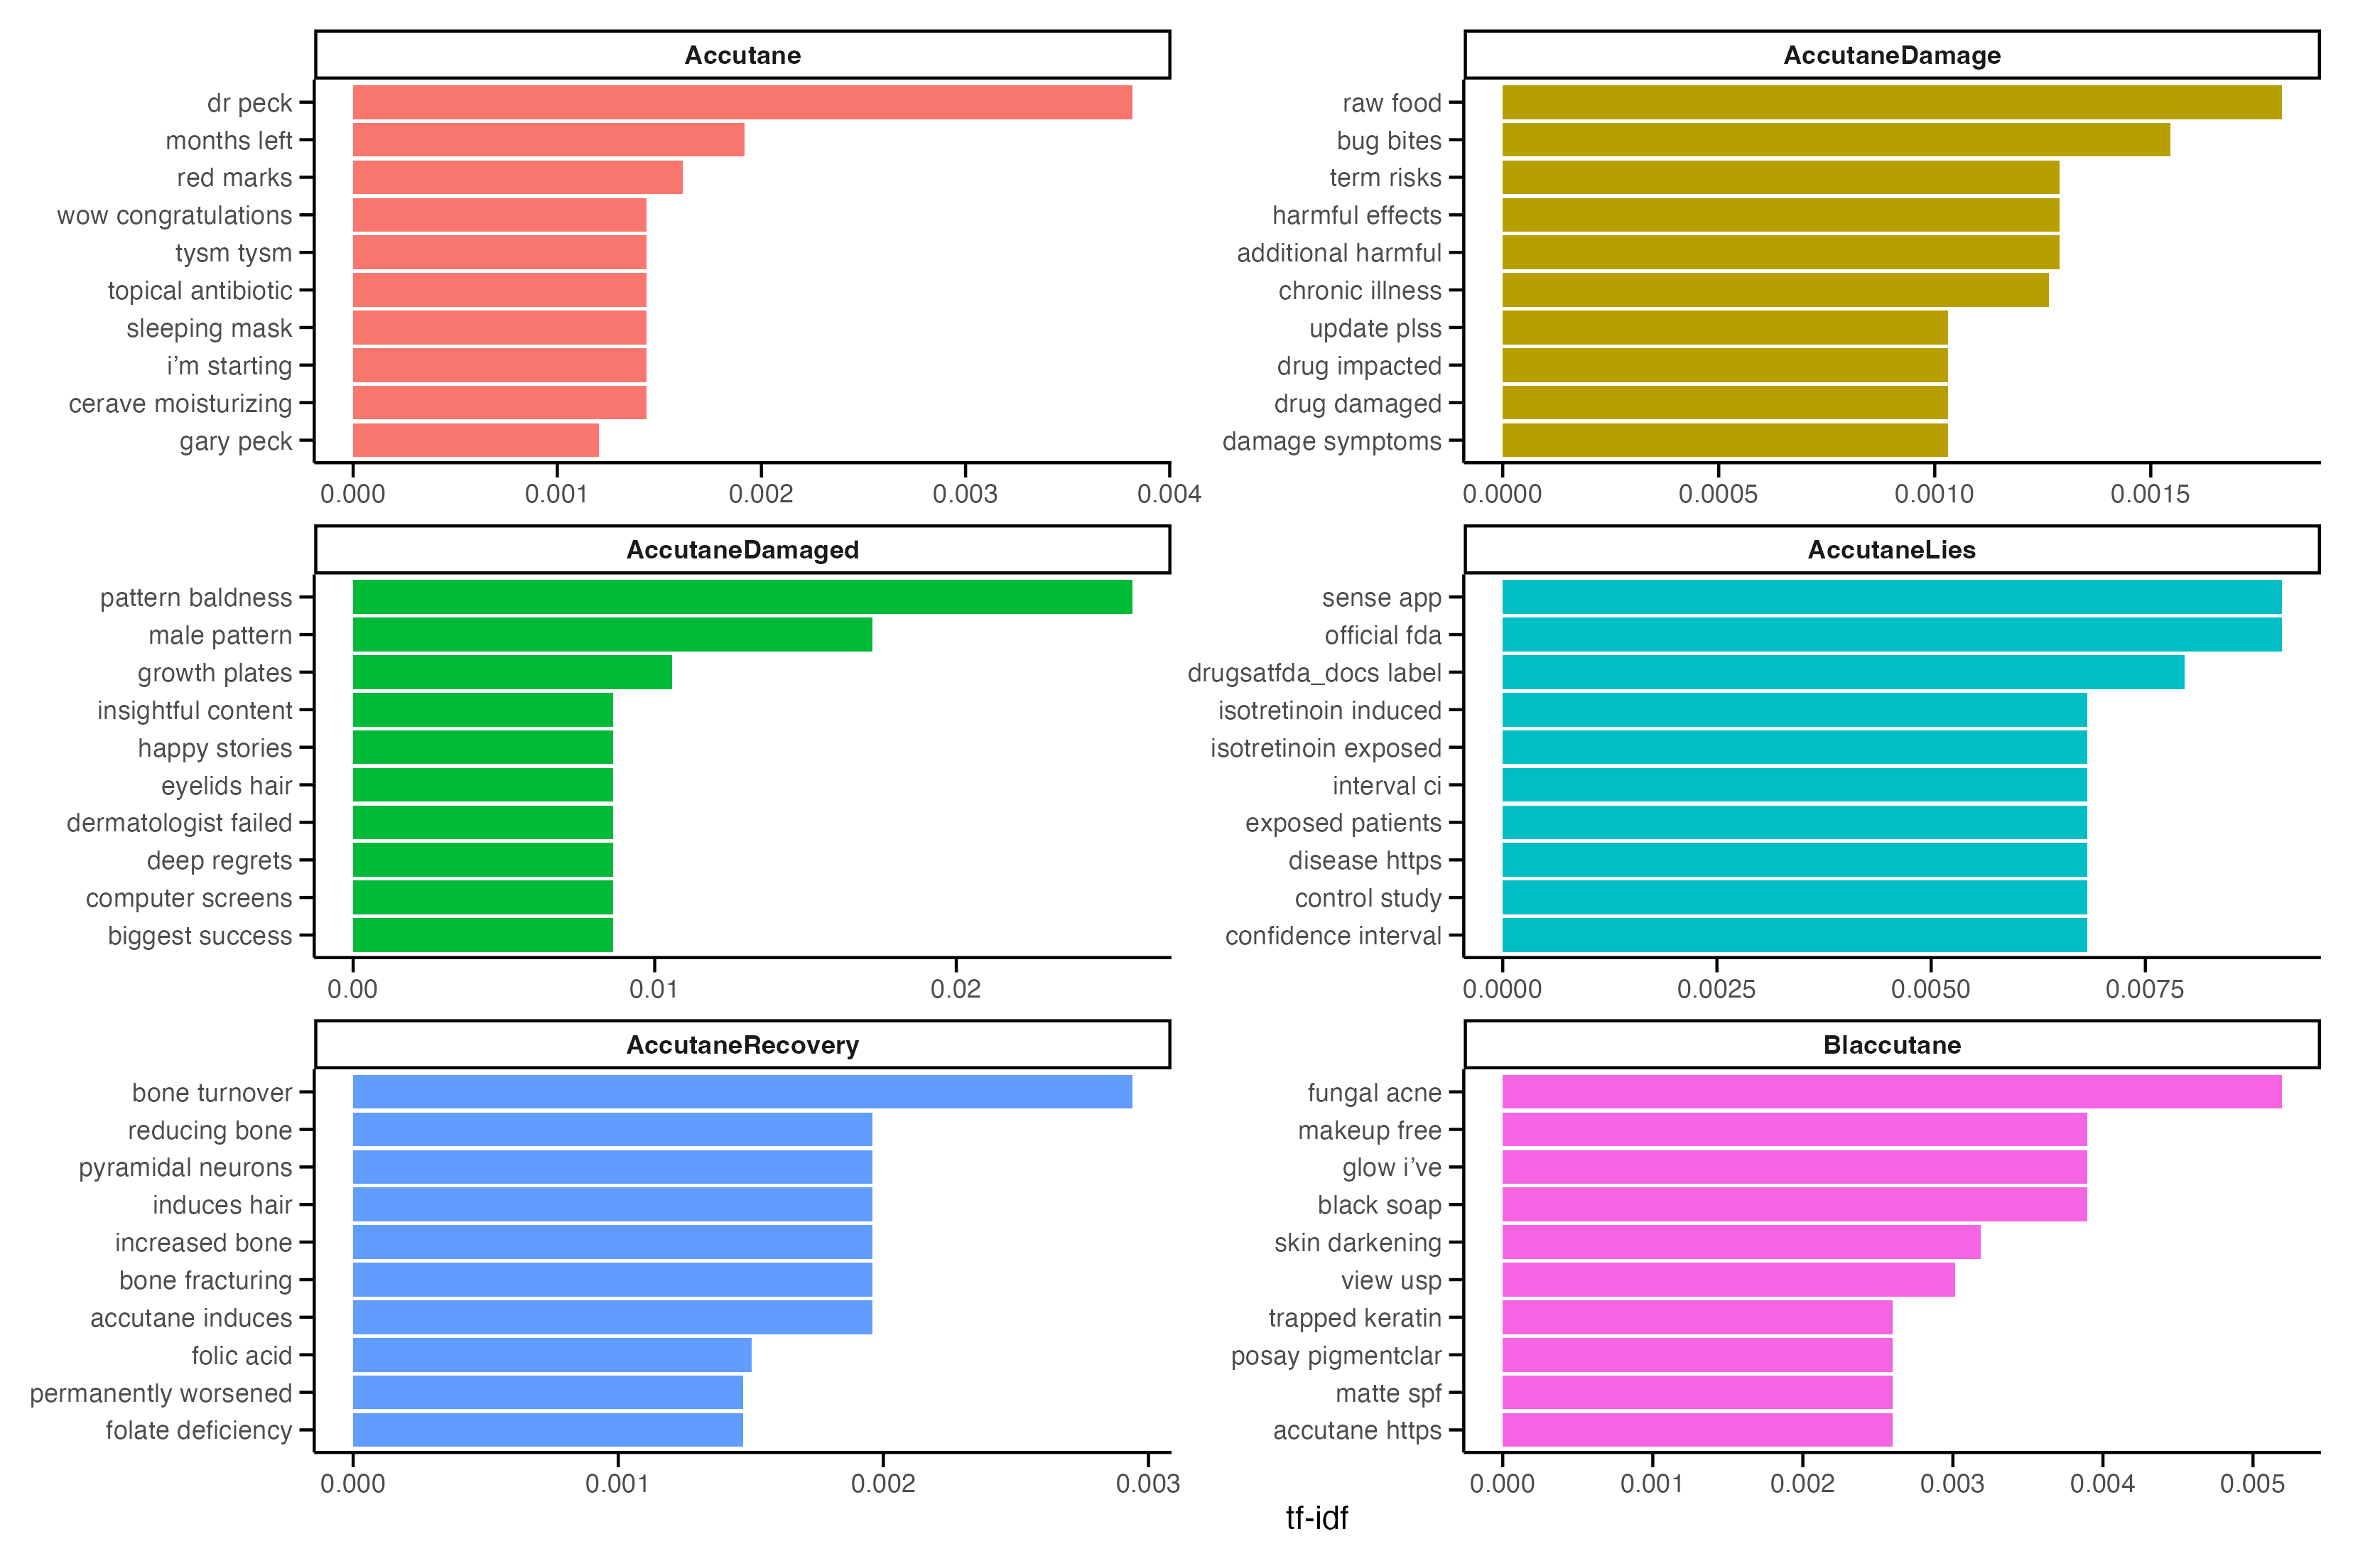 Accutane
dr peck
months left
red marks
wow congratulations
tysm tysm
topical antibiotic
sleeping mask
i’m starting
cerave moisturizing
gary peck
0.000 0.001 0.002 0.003 0.004
AccutaneDamage
raw food
bug bites
term risks
harmful effects
additional harmful
chronic illness
update plss
drug impacted
drug damaged
damage symptoms
0.0000 0.0005 0.0010 0.0015
AccutaneDamaged
pattern baldness
male pattern
growth plates
insightful content
happy stories
eyelids hair
dermatologist failed
deep regrets
computer screens
biggest success
0.00 0.01 0.02
AccutaneLies
sense app
official fda
drugsatfda_docs label
isotretinoin induced
isotretinoin exposed
interval ci
exposed patients
disease https
control study
confidence interval
0.0000 0.0025 0.0050 0.0075
AccutaneRecovery
bone turnover
reducing bone
pyramidal neurons
induces hair
increased bone
bone fracturing
accutane induces
folic acid
permanently worsened
folate deficiency
0.000 0.001 0.002 0.003
Blaccutane
fungal acne
makeup free
glow i’ve
black soap
skin darkening
view usp
trapped keratin
posay pigmentclar
matte spf
accutane https
0.000 0.001 0.002 0.003 0.004 0.005
tf-idf